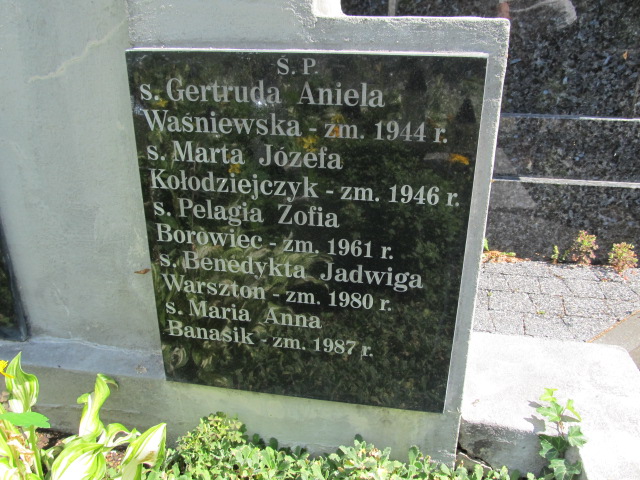 Ś. P.
s. Gertruda Aniela
Waśniewska - zm. 1944 r.
s. Marta Józefa
Kołodziejczyk - zm. 1946 r.
s. Pelagia Zofia
Borowiec - zm. 1961 r.
s. Benedykta Jadwiga
Warszton - zm. 1980 r.
s. Maria Anna
Banasik - zm. 1987 r.